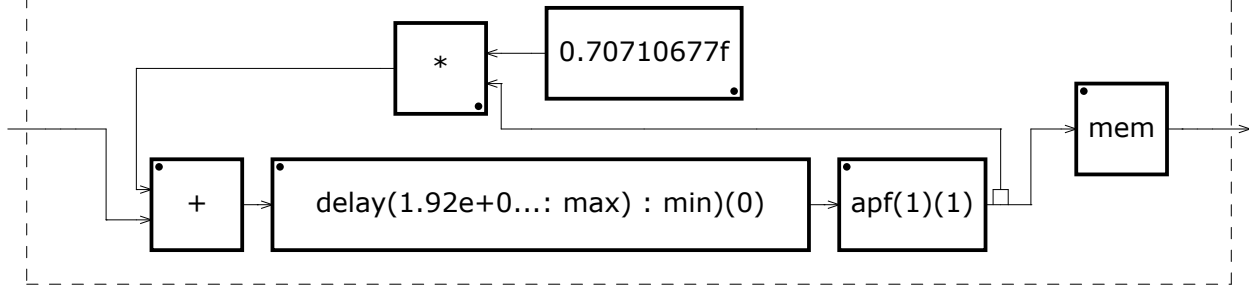 *
0.70710677f
mem
+
delay(1.92e+0...: max) : min)(0)
apf(1)(1)